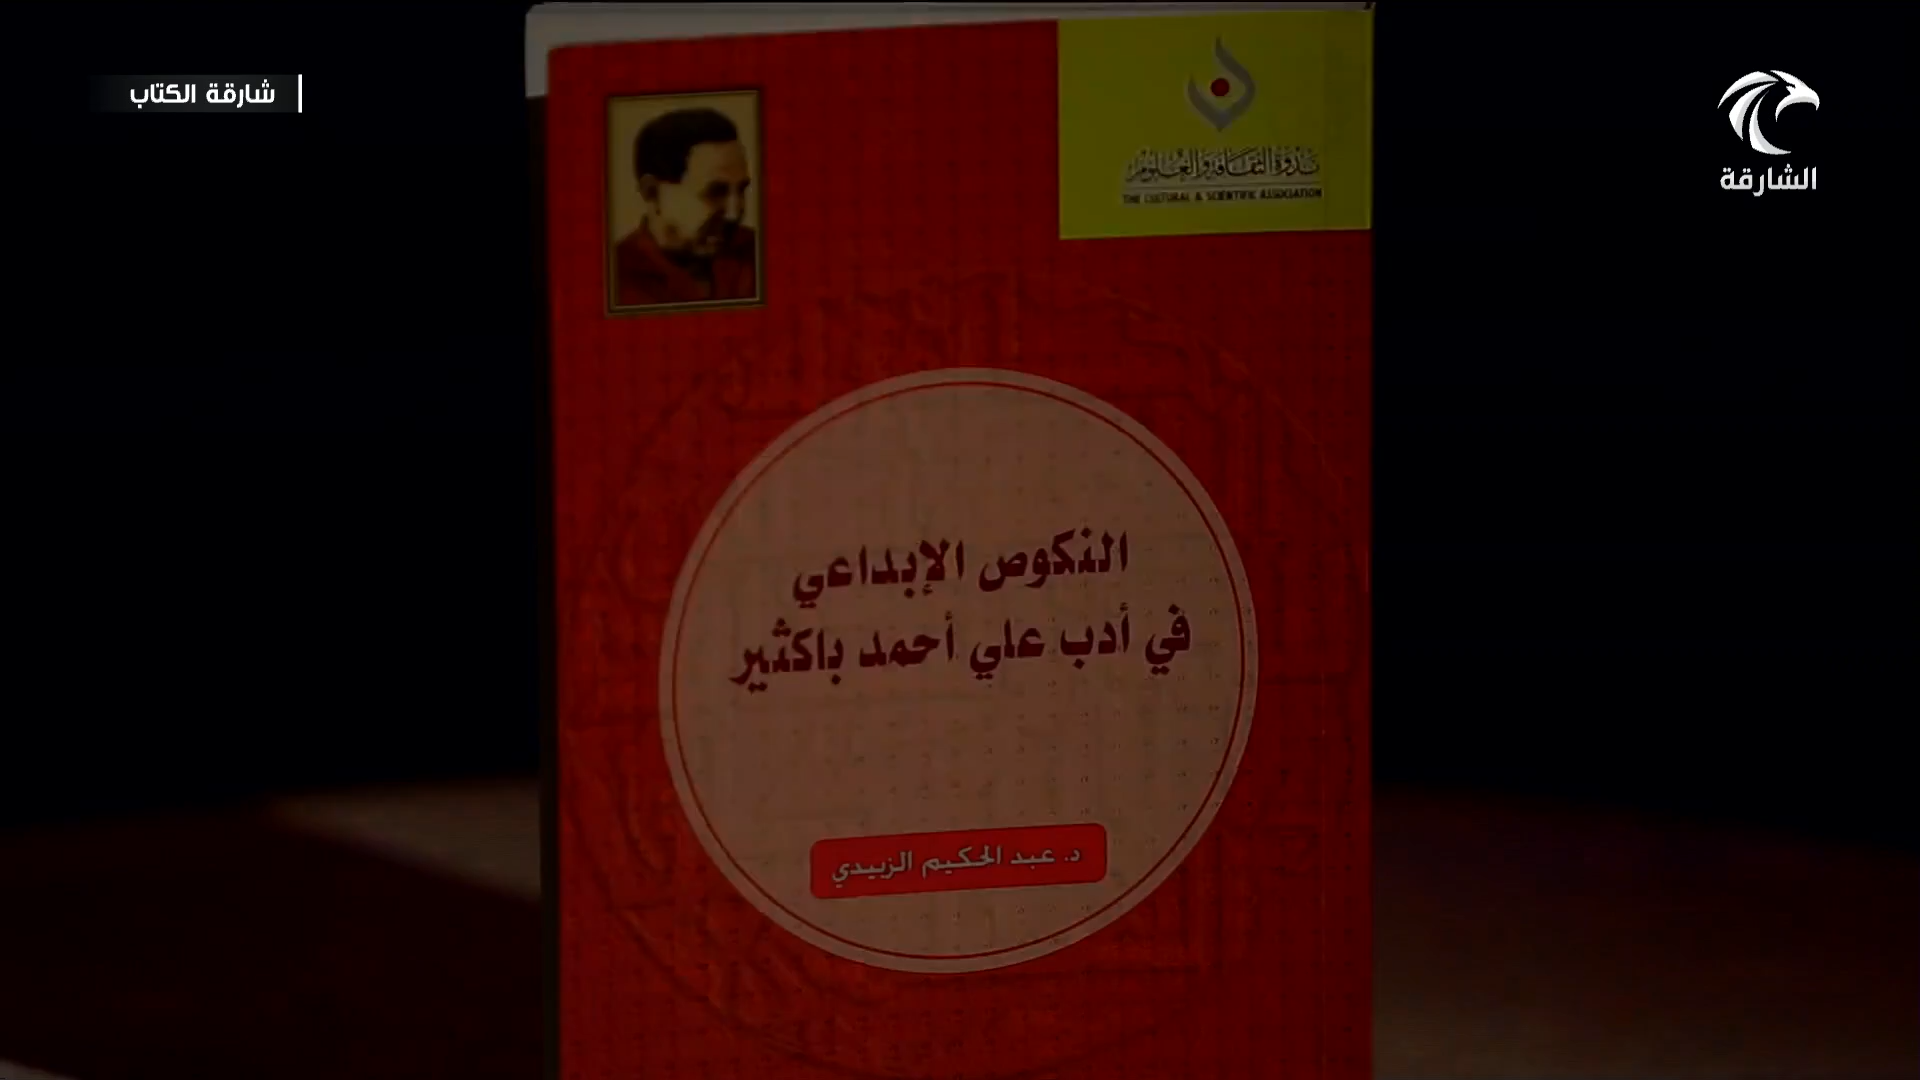 شارقة الكتاب
الشارقة
ندوة الثقافة والعلوم
THE CULTURAL & SCIENTIFIC ASSOCIATION
النكوص الإبداعي
في أدب علي أحمد باكثير
د. عبد الحكيم الزبيدي